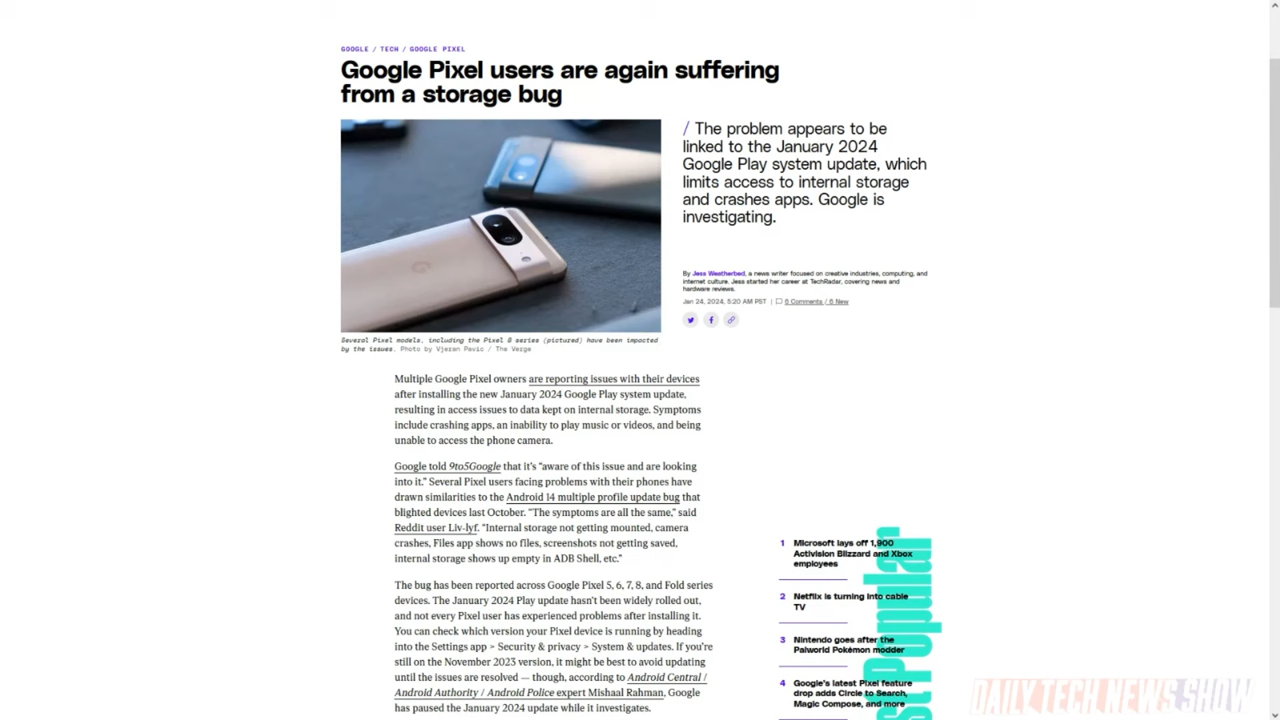 GOOGLE / TECH / GOOGLE PIXEL
Google Pixel users are again suffering
from a storage bug
/ The problem appears to be
linked to the January 2024
Google Play system update, which
limits access to internal storage
and crashes apps. Google is
investigating.
By Jess Weatherbed, a news writer focused on creative industries, computing, and
internet culture. Jess started her career at TechRadar, covering news and
hardware reviews.
Jan 24, 2024, 5:20 AM PST | 6 Comments / 6 New
Several Pixel models, including the Pixel 8 series (pictured) have been impacted
by the issues. Photo by Vjeran Pavic / The Verge
Multiple Google Pixel owners are reporting issues with their devices
after installing the new January 2024 Google Play system update,
resulting in access issues to data kept on internal storage. Symptoms
include crashing apps, an inability to play music or videos, and being
unable to access the phone camera.
Google told 9to5Google that it's “aware of this issue and are looking
into it.” Several Pixel users facing problems with their phones have
drawn similarities to the Android 14 multiple profile update bug that
blighted devices last October. “The symptoms are all the same,” said
Reddit user Liv-lyf. “Internal storage not getting mounted, camera
crashes, Files app shows no files, screenshots not getting saved,
internal storage shows up empty in ADB Shell, etc.”
The bug has been reported across Google Pixel 5, 6, 7, 8, and Fold series
devices. The January 2024 Play update hasn't been widely rolled out,
and not every Pixel user has experienced problems after installing it.
You can check which version your Pixel device is running by heading
into the Settings app > Security & privacy > System & updates. If you're
still on the November 2023 version, it might be best to avoid updating
until the issues are resolved — though, according to Android Central /
Android Authority / Android Police expert Mishaal Rahman, Google
has paused the January 2024 update while it investigates.
1 Microsoft lays off 1,900
Activision Blizzard and Xbox
employees
2 Netflix is turning into cable
TV
3 Nintendo goes after the
Palworld Pokémon modder
4 Google's latest Pixel feature
drop adds Circle to Search,
Magic Compose, and more
st Popular
DAILY TECH NEWS SHOW